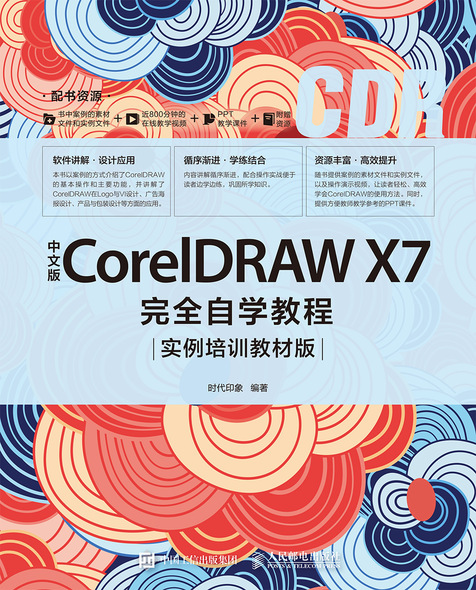 CDR
·配书资源·
书中案例的素材
文件和实例文件
+
近800分钟的
在线教学视频
+
PPT
教学课件
+
附赠
资源
软件讲解·设计应用
本书以案例的方式介绍了CorelDRAW
的基本操作和主要功能，并讲解了
CorelDRAW在Logo与VI设计、广告海
报设计、产品与包装设计等方面的应用。
循序渐进·学练结合
内容讲解循序渐进，配合操作实战便于
读者边学边练，巩固所学知识。
资源丰富·高效提升
随书提供案例的素材文件和实例文件，
以及操作演示视频，让读者轻松、高效
学会CorelDRAW的使用方法。同时，
提供方便教师教学参考的PPT课件。
中文版
CorelDRAW X7
完全自学教程
|实例培训教材版|
时代印象 编著
中国工信出版集团
人民邮电出版社
POSTS & TELECOM PRESS